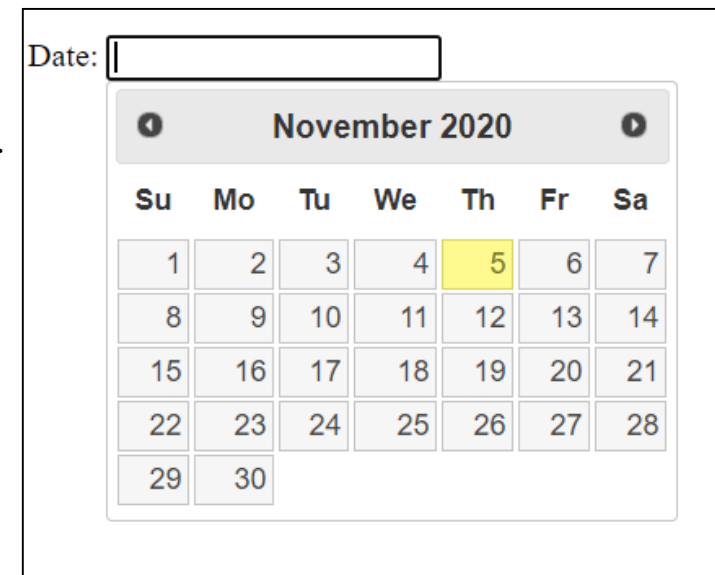 Date:
November 2020
Su Mo Tu We Th Fr Sa
1 2 3 4 5 6 7
8 9 10 11 12 13 14
15 16 17 18 19 20 21
22 23 24 25 26 27 28
29 30
.